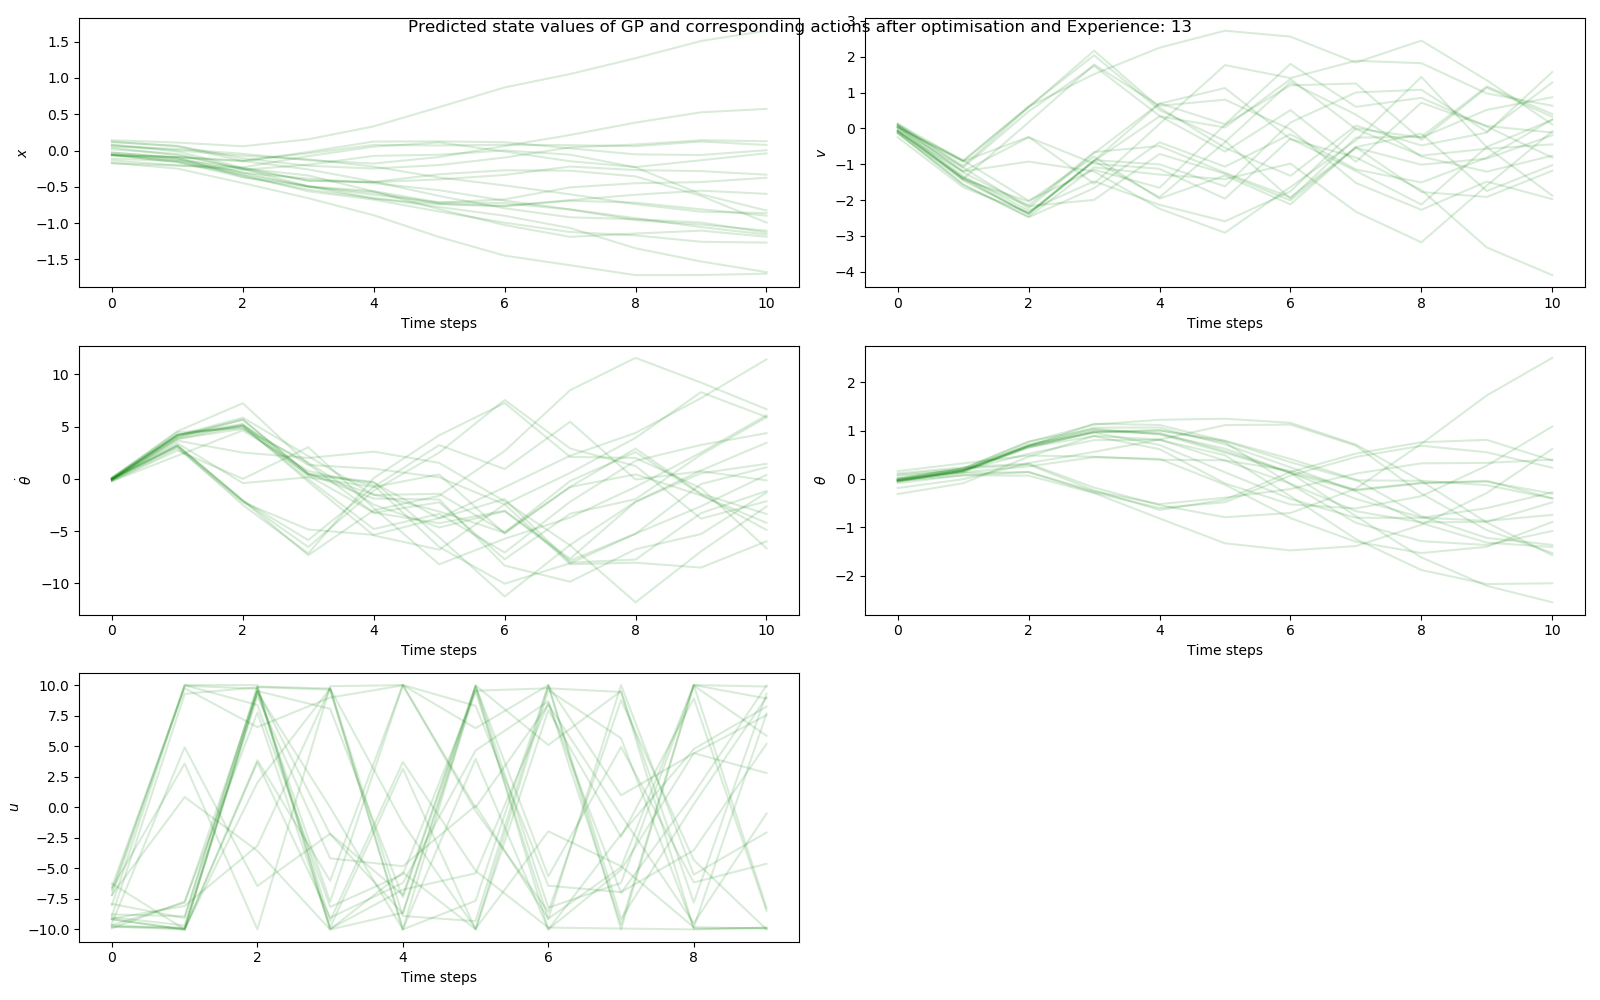 Predicted state values of GP and corresponding actions after optimisation and Experience: 13
1.5
1.0
0.5
0.0
−0.5
−1.0
−1.5
x
0 2 4 6 8 10
Time steps
3
2
1
0
−1
−2
−3
−4
v
0 2 4 6 8 10
Time steps
10
5
0
−5
−10
θ̇
0 2 4 6 8 10
Time steps
2
1
0
−1
−2
θ
0 2 4 6 8 10
Time steps
10.0
7.5
5.0
2.5
0.0
−2.5
−5.0
−7.5
−10.0
u
0 2 4 6 8
Time steps